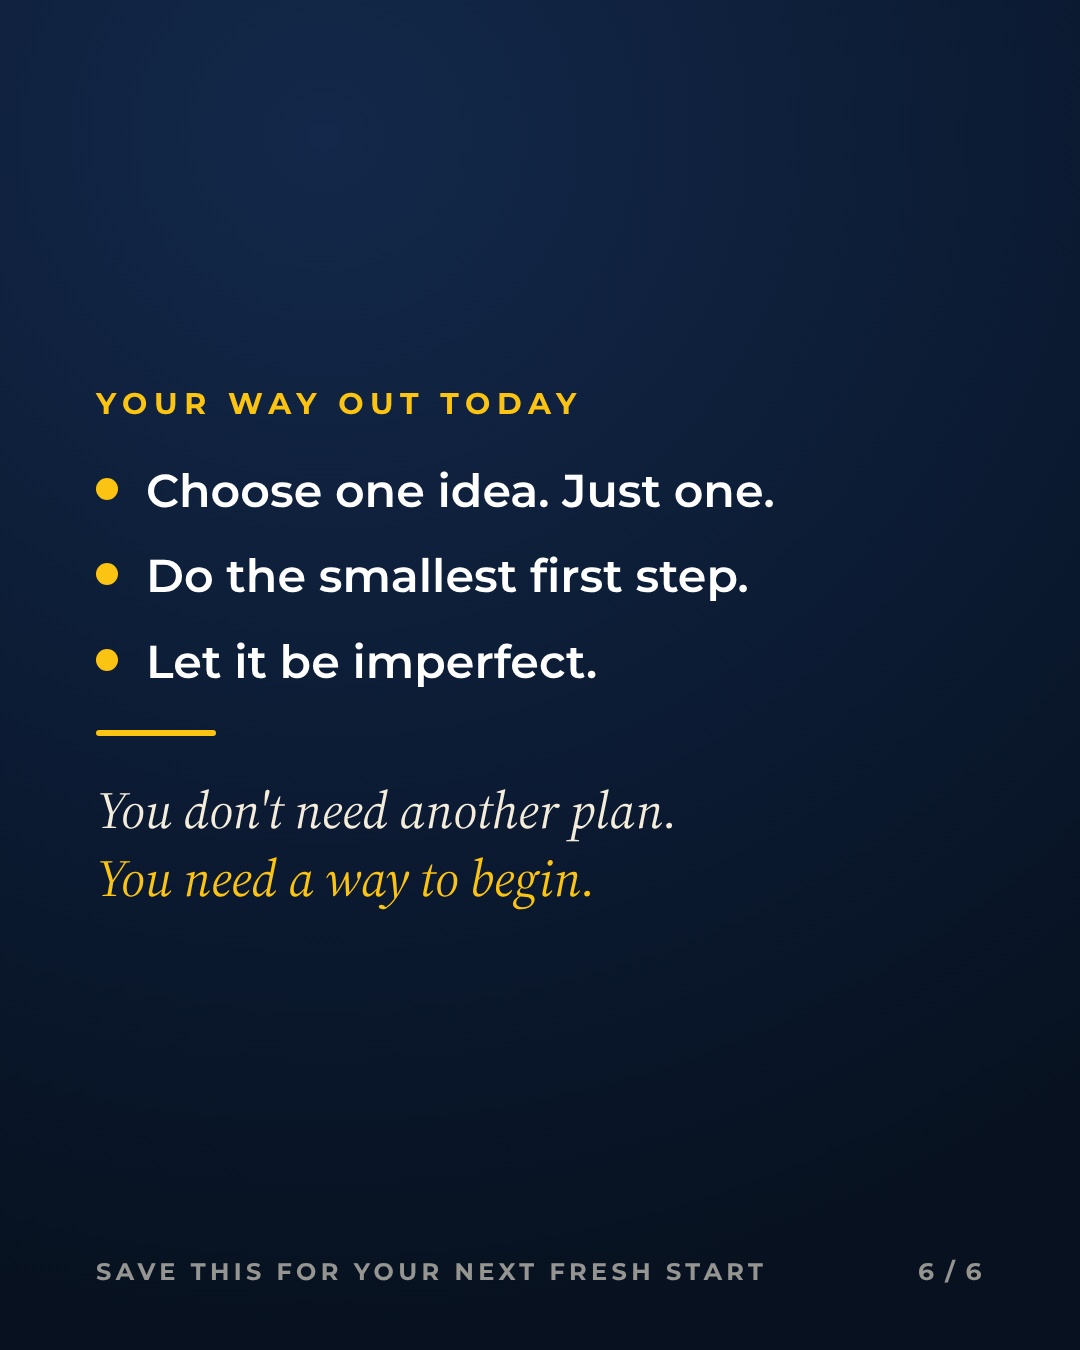 YOUR WAY OUT TODAY
Choose one idea. Just one.
Do the smallest first step.
Let it be imperfect.
You don't need another plan.
You need a way to begin.
SAVE THIS FOR YOUR NEXT FRESH START
6 / 6